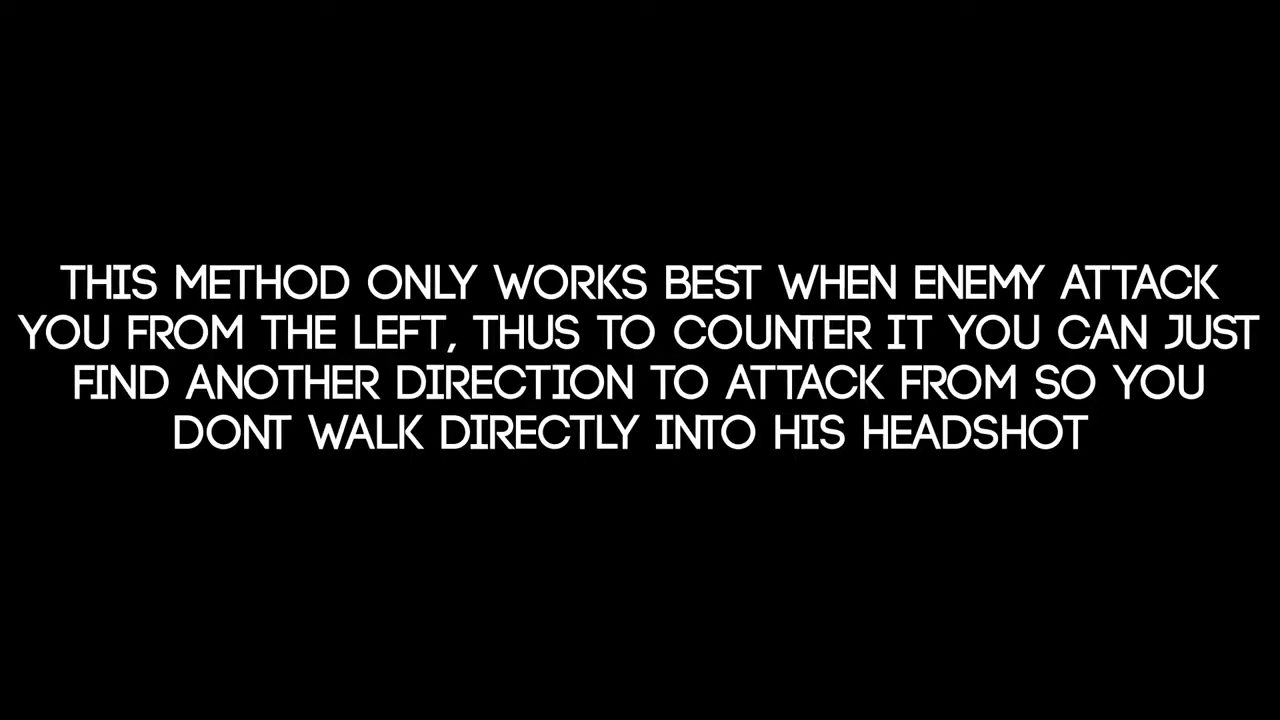 THIS METHOD ONLY WORKS BEST WHEN ENEMY ATTACK
YOU FROM THE LEFT, THUS TO COUNTER IT YOU CAN JUST
FIND ANOTHER DIRECTION TO ATTACK FROM SO YOU
DONT WALK DIRECTLY INTO HIS HEADSHOT